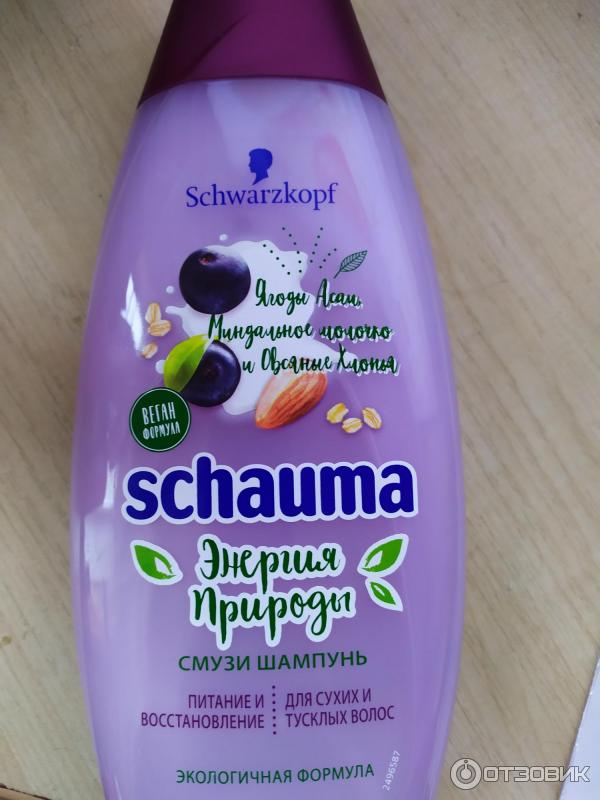 Schwarzkopf
Ягоды Асаи,
Миндальное молочко
и Овсяные Хлопья
ВЕГАН
ФОРМУЛА
schauma
Энергия
Природы
СМУЗИ ШАМПУНЬ
ПИТАНИЕ И
ВОССТАНОВЛЕНИЕ
ДЛЯ СУХИХ И
ТУСКЛЫХ ВОЛОС
ЭКОЛОГИЧНАЯ ФОРМУЛА
2496587
ОТЗОВИК